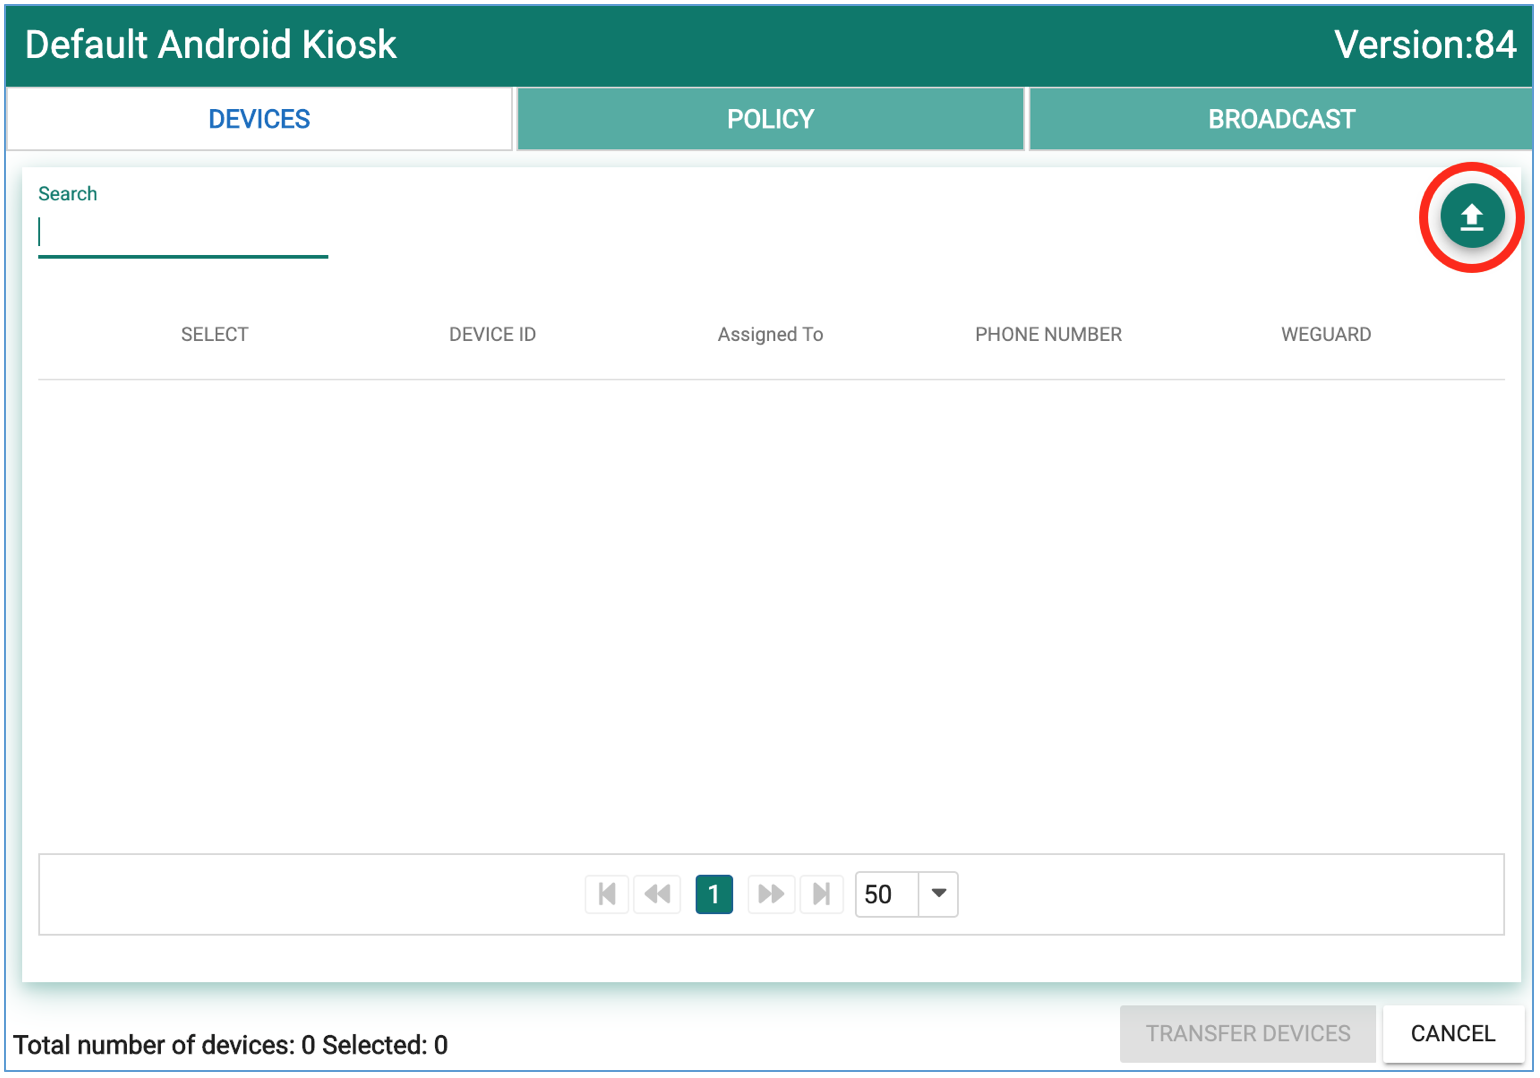 Default Android Kiosk Version:84
DEVICES POLICY BROADCAST
Search
SELECT DEVICE ID Assigned To PHONE NUMBER WEGUARD
1 50
TRANSFER DEVICES CANCEL
Total number of devices: 0 Selected: 0